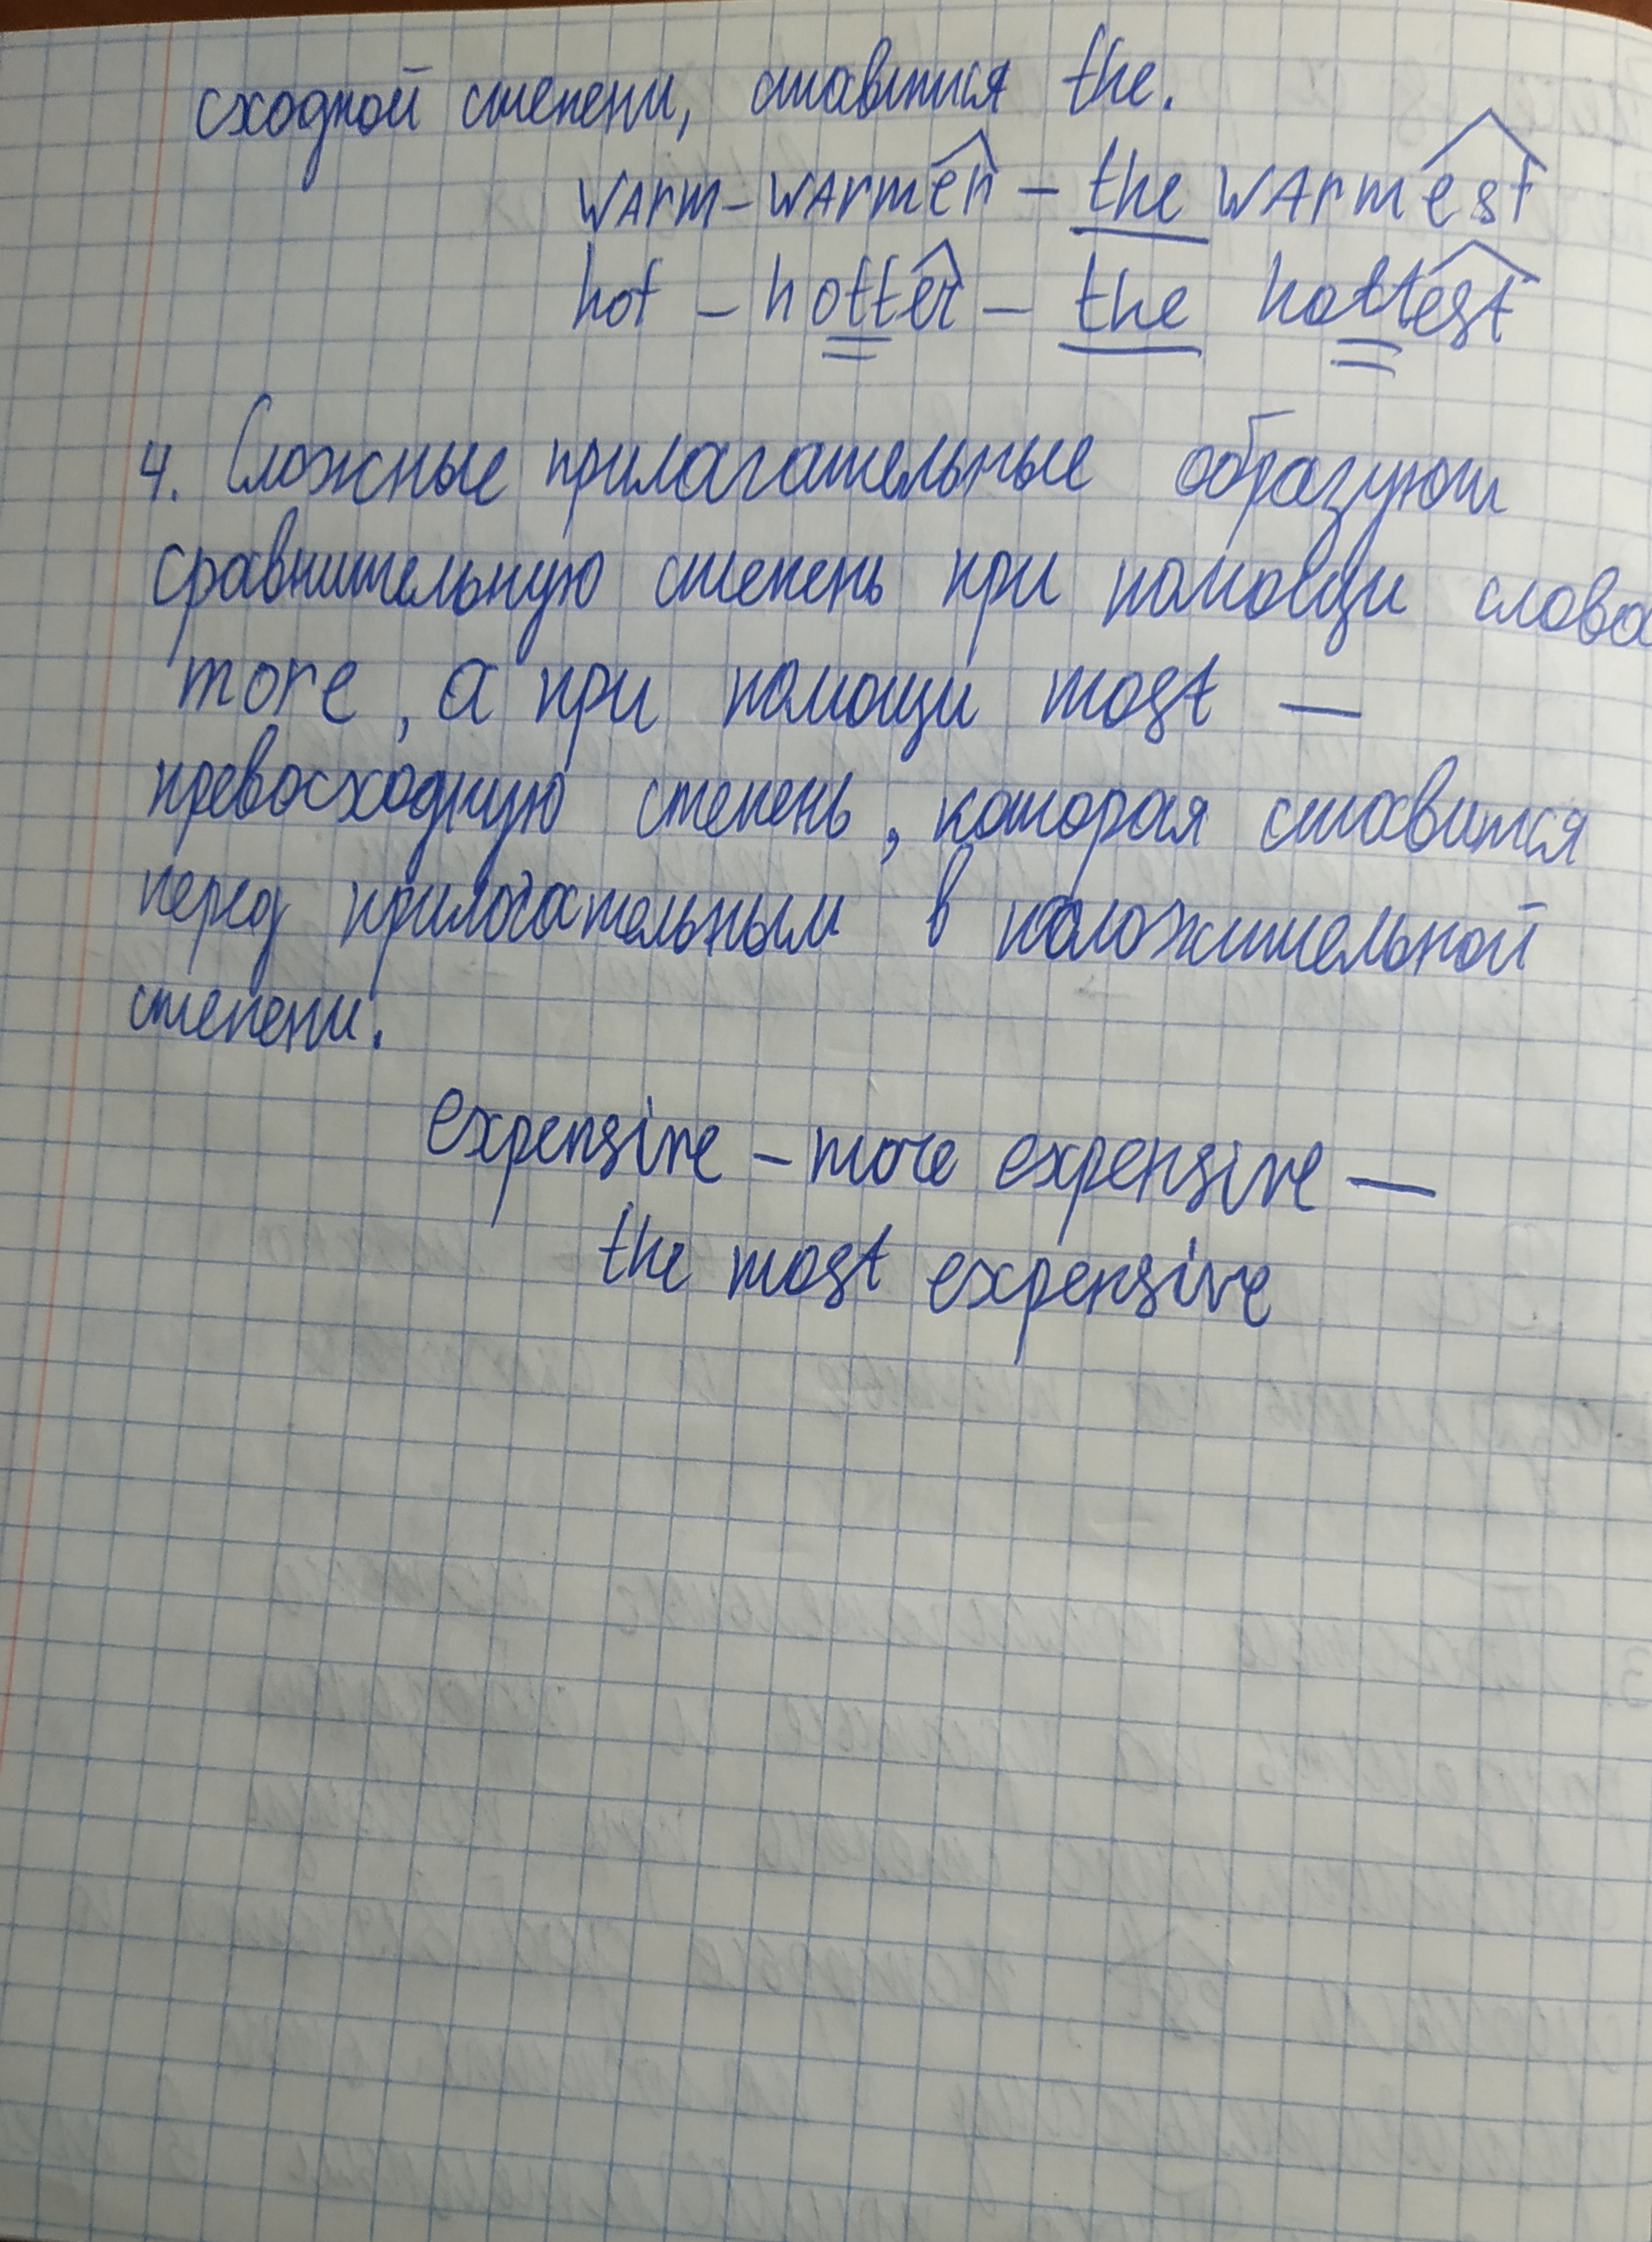 сходной степени, ставится the.
warm – warmer – the warmest
hot – hotter – the hottest
4. Сложные прилагательные образуют
сравнительную степень при помощи слова
more, а при помощи most –
превосходную степень, которая ставится
перед прилагательным в положительной
степени.
expensive – more expensive –
the most expensive